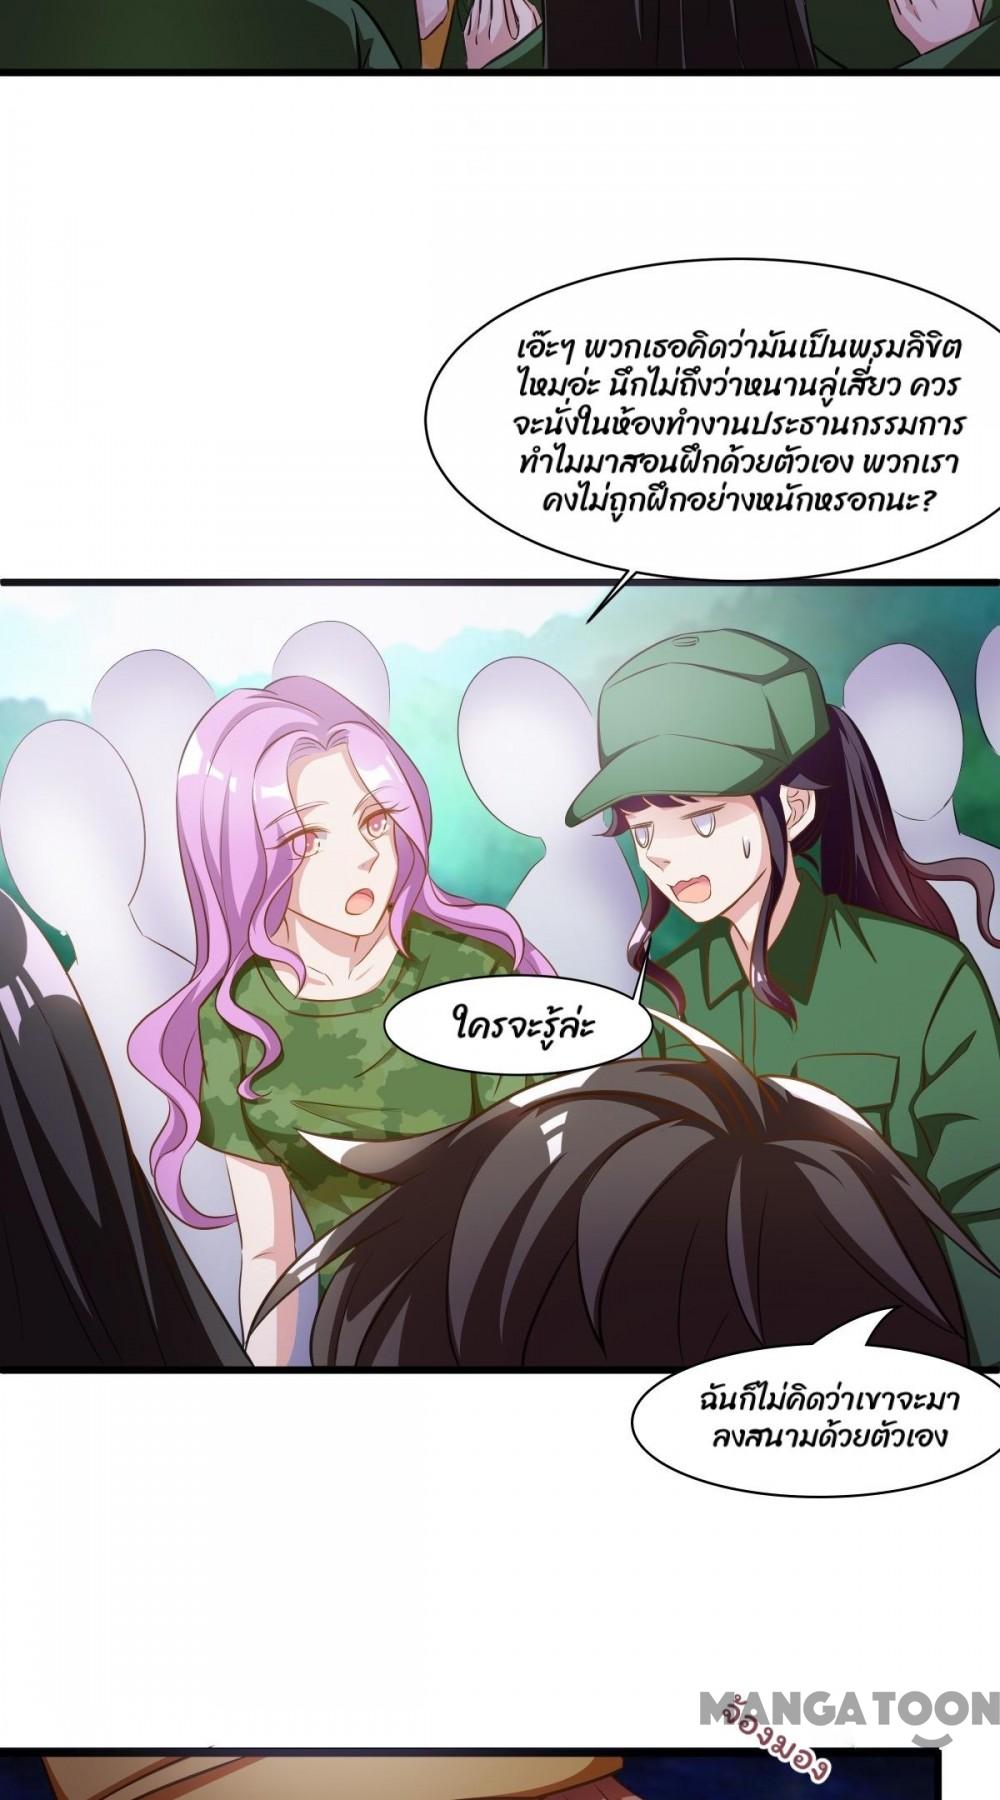 เอ๊ะๆ พวกเธอคิดว่ามันเป็นพรมลิขิต
ไหมอ่ะ นึกไม่ถึงว่าหนานลู่เสี่ยว ควร
จะนั่งในห้องทำงานประธานกรรมการ
ทำไมมาสอนฝึกด้วยตัวเอง พวกเรา
คงไม่ถูกฝึกอย่างหนักหรอกนะ?
ใครจะรู้ล่ะ
ฉันก็ไม่คิดว่าเขาจะมา
ลงสนามด้วยตัวเอง
MANGATOON
จ้องมอง